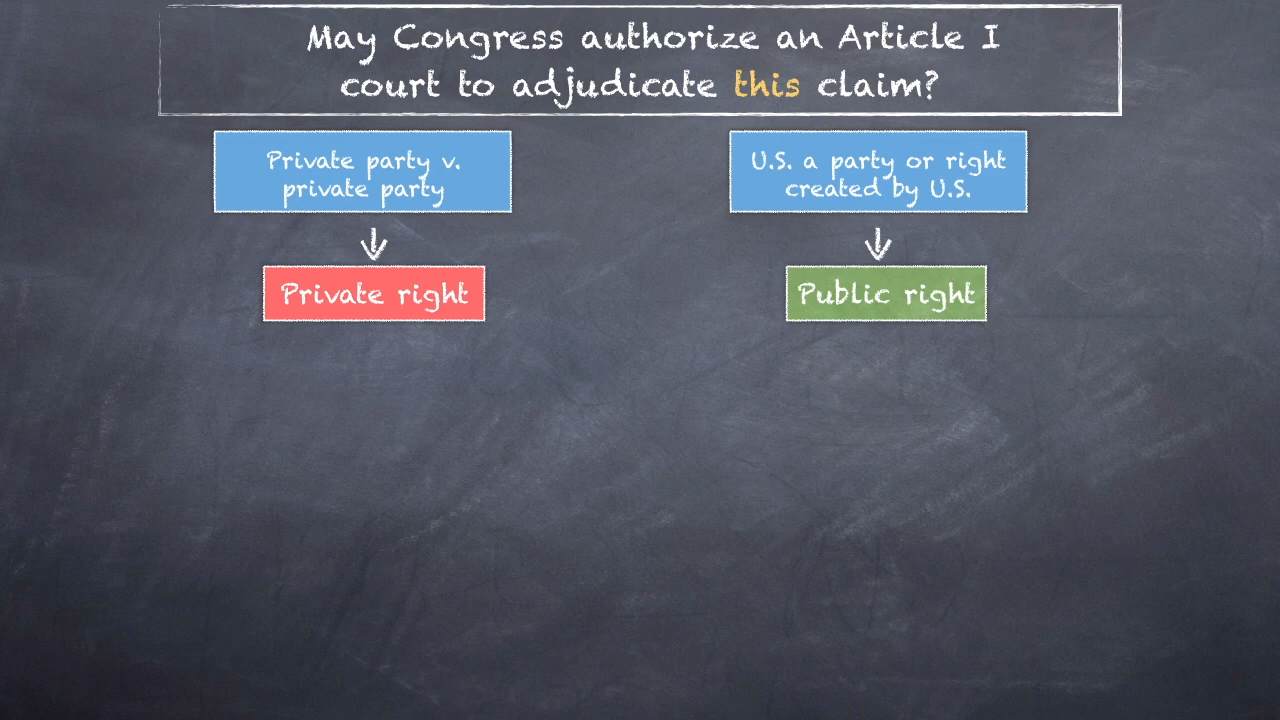 May Congress authorize an Article I
court to adjudicate this claim?
Private party v.
private party
U.S. a party or right
created by U.S.
Private right
Public right